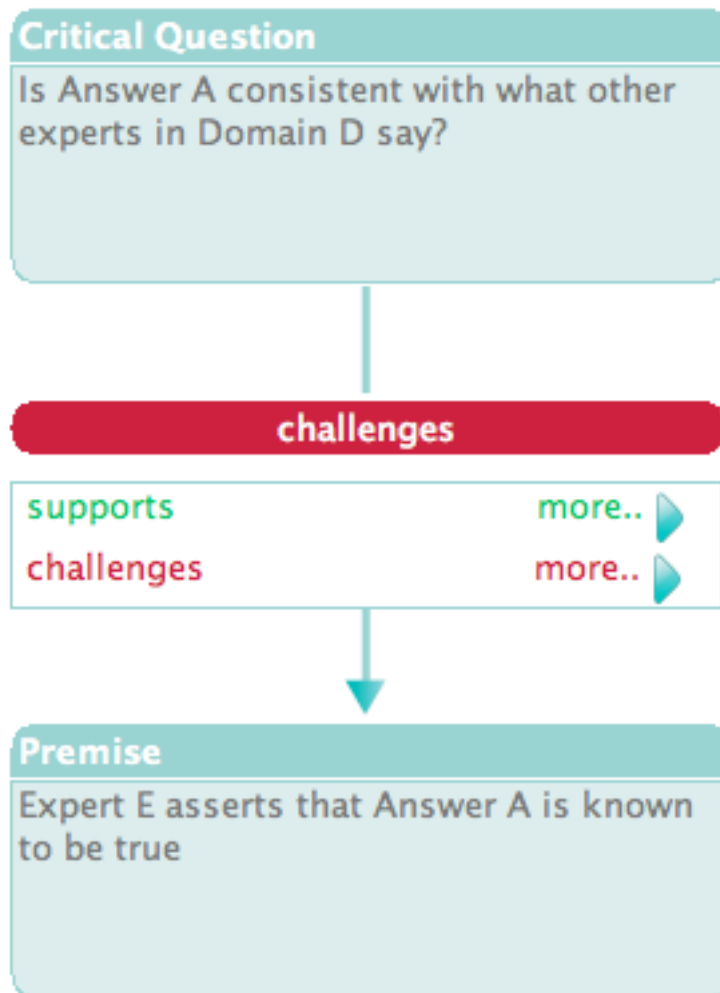 Critical Question
Is Answer A consistent with what other
experts in Domain D say?
challenges
supports more..
challenges more..
Premise
Expert E asserts that Answer A is known
to be true